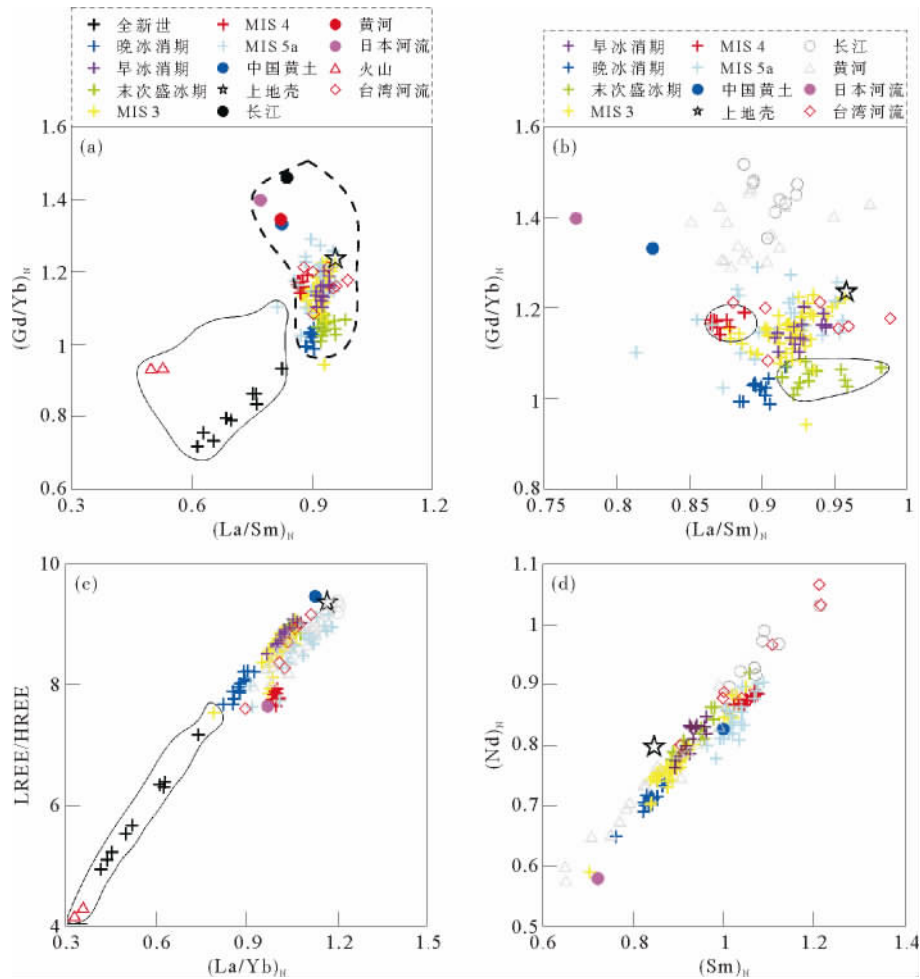 全新世 MIS 4 黄河
晚冰消期 MIS 5a 日本河流
早冰消期 中国黄土 火山
末次盛冰期 上地壳 台湾河流
MIS 3 长江
早冰消期 MIS 4 长江
晚冰消期 MIS 5a 黄河
末次盛冰期 中国黄土 日本河流
MIS 3 上地壳 台湾河流
(a)
1.6
1.4
1.2
1
0.8
0.6
(Gd/Yb)N
0.3 0.6 0.9 1.2
(La/Sm)N
(b)
1.6
1.4
1.2
1
0.8
(Gd/Yb)N
0.75 0.8 0.85 0.9 0.95 1
(La/Sm)N
(c)
10
8
6
4
LREE/HREE
0.3 0.6 0.9 1.2 1.5
(La/Yb)N
(d)
1.1
1
0.9
0.8
0.7
0.6
0.5
(Nd)N
0.6 0.8 1 1.2 1.4
(Sm)N